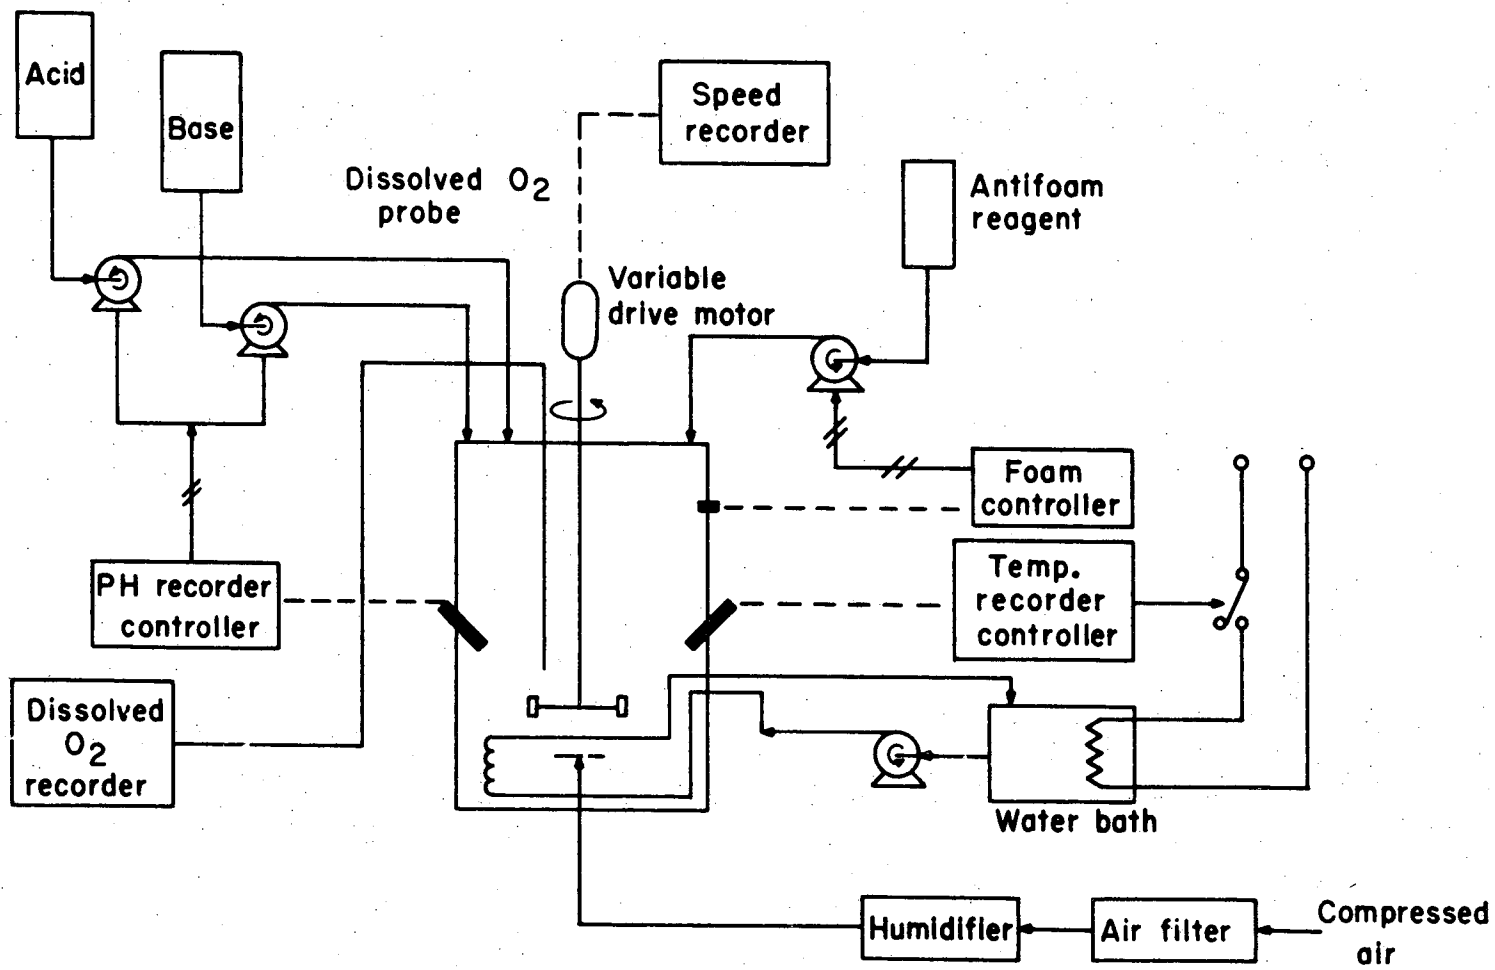 Acid
Base
Speed
recorder
Dissolved O2
probe
Antifoam
reagent
Variable
drive motor
Foam
controller
PH recorder
controller
Temp.
recorder
controller
Dissolved
O2
recorder
Water bath
Humidifier
Air filter
Compressed
air